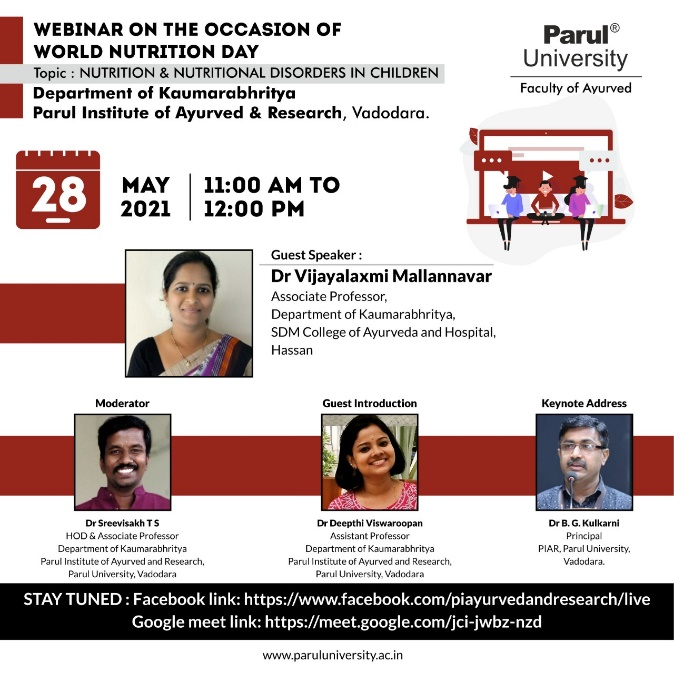 WEBINAR ON THE OCCASION OF
WORLD NUTRITION DAY
Topic : NUTRITION & NUTRITIONAL DISORDERS IN CHILDREN
Department of Kaumarabhritya
Parul Institute of Ayurved & Research, Vadodara.
Parul®
University
Faculty of Ayurved
28
MAY
2021
11:00 AM TO
12:00 PM
Guest Speaker :
Dr Vijayalaxmi Mallannavar
Associate Professor,
Department of Kaumarabhritya,
SDM College of Ayurveda and Hospital,
Hassan
Moderator
Dr Sreevisakh T S
HOD & Associate Professor
Department of Kaumarabhritya
Parul Institute of Ayurved and Research,
Parul University, Vadodara
Guest Introduction
Dr Deepthi Viswaroopan
Assistant Professor
Department of Kaumarabhritya
Parul Institute of Ayurved and Research,
Parul University, Vadodara
Keynote Address
Dr B. G. Kulkarni
Principal
PIAR, Parul University,
Vadodara.
STAY TUNED : Facebook link: https://www.facebook.com/piayurvedandresearch/live
Google meet link: https://meet.google.com/jci-jwbz-nzd
www.paruluniversity.ac.in